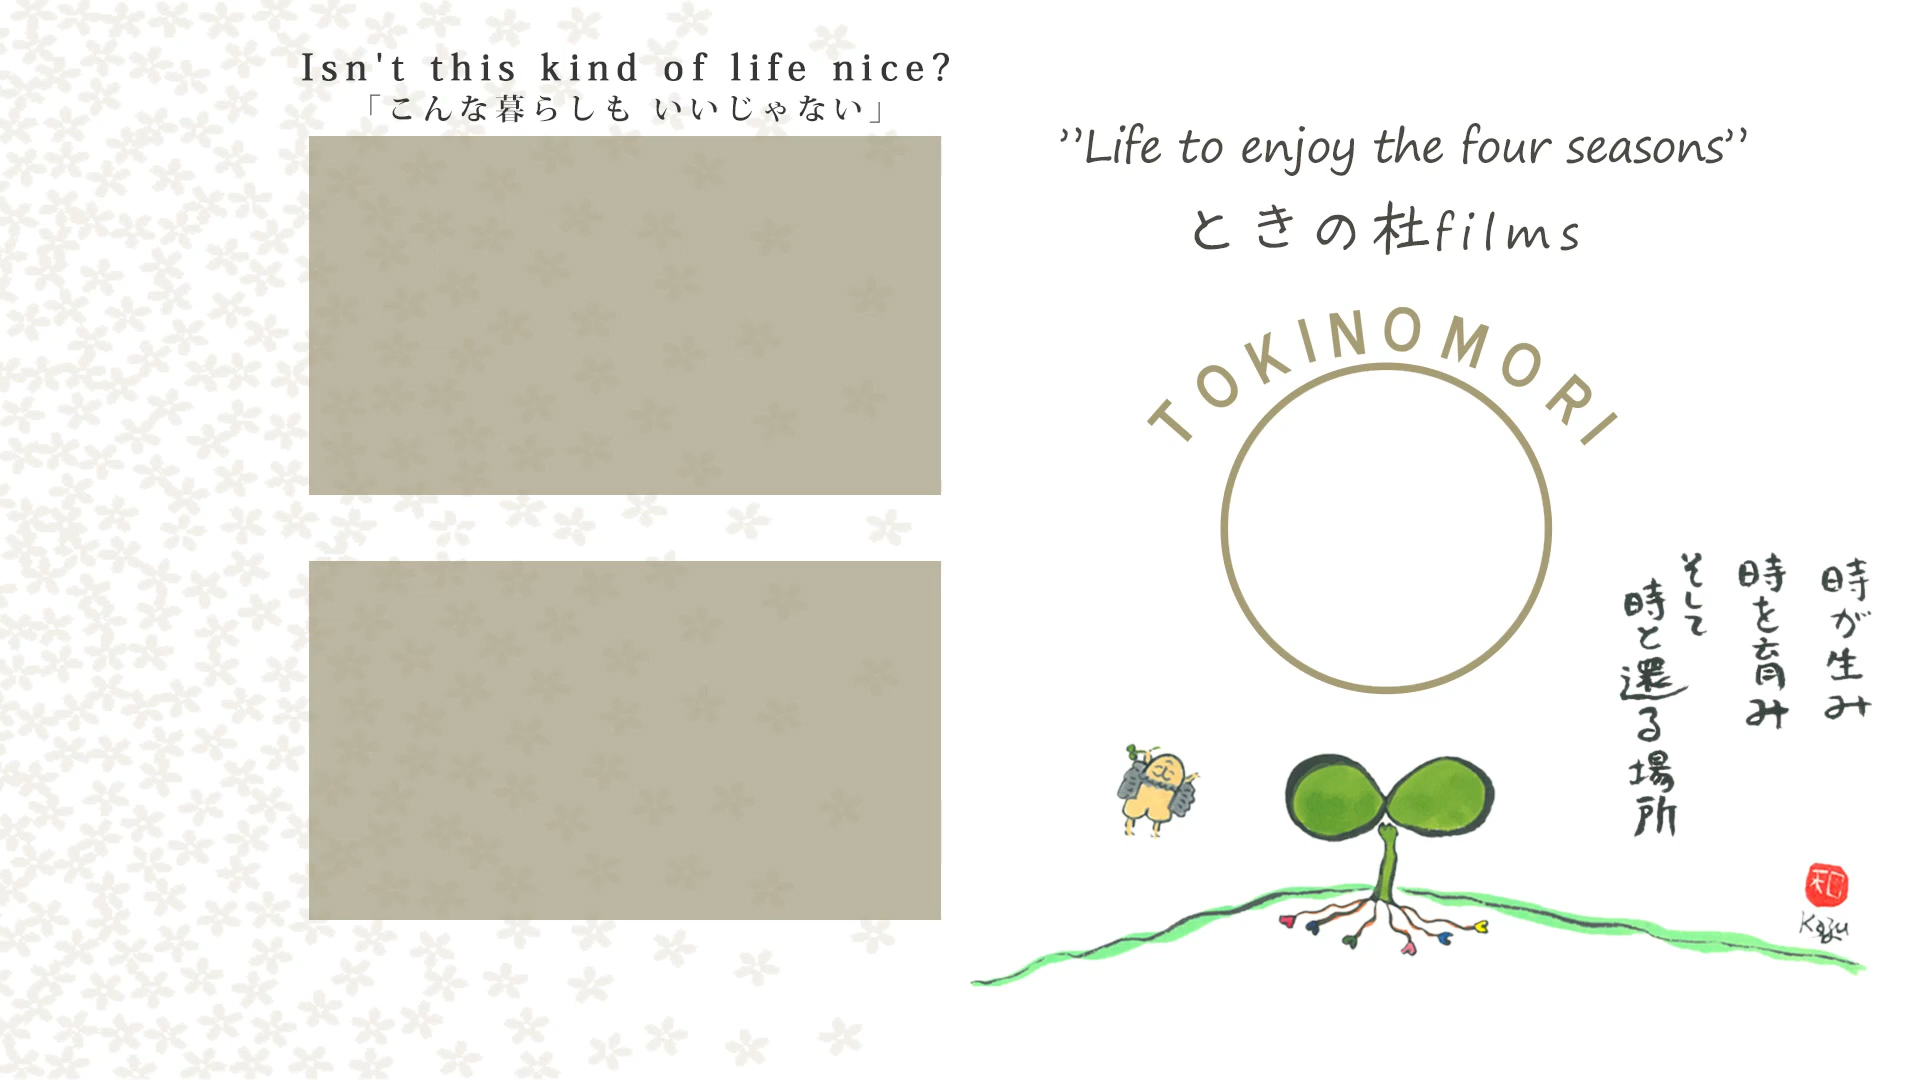 Isn't this kind of life nice?
「こんな暮らしも いいじゃない」
”Life to enjoy the four seasons”
ときの杜films
TOKINOMORI
時が生み
時を育み
そして
時と還る場所
和
Kazu